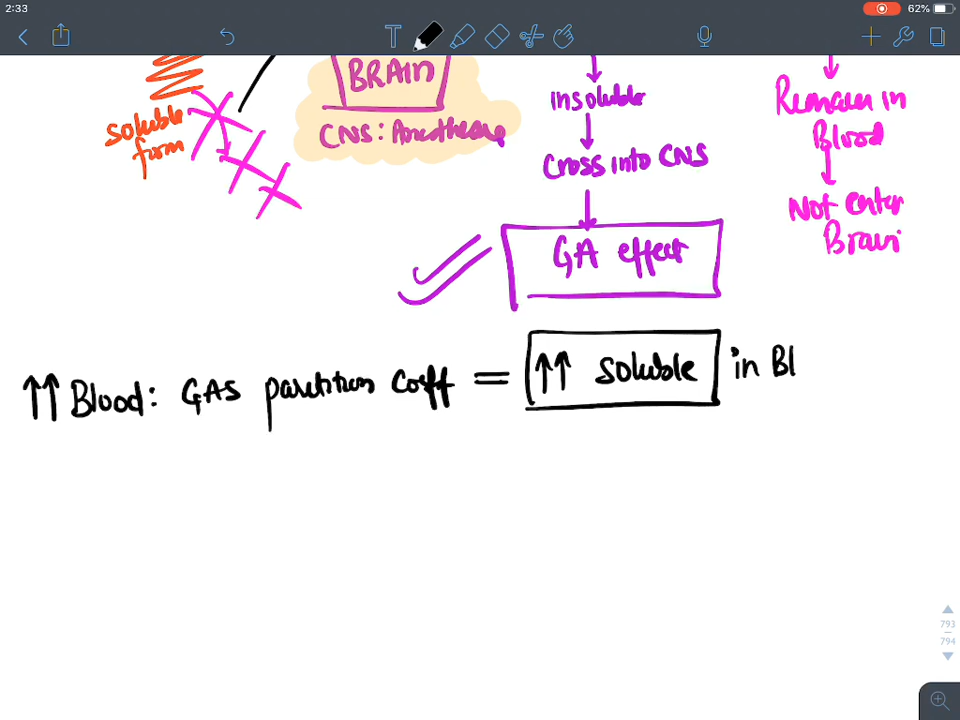 2:33
62%
T
BRAIN
CNS: Anesthesia
soluble
form
insoluble
Cross into CNS
GA effect
Remain in
Blood
Not enter
Brain
↑↑ Blood: GAS partition Coeff = ↑↑ soluble in Bl
793
794